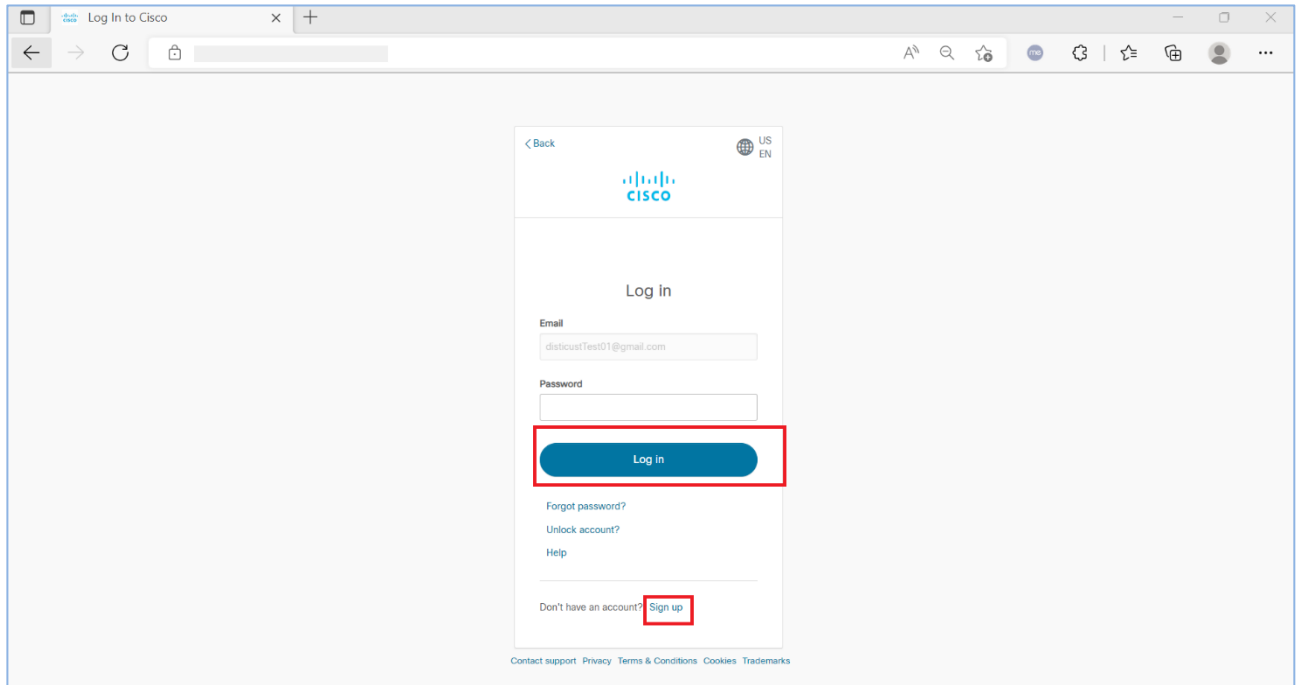 Log In to Cisco
< Back
US
EN
CISCO
Log in
Email
disticustTest01@gmail.com
Password
Log in
Forgot password?
Unlock account?
Help
Don't have an account? Sign up
Contact support Privacy Terms & Conditions Cookies Trademarks